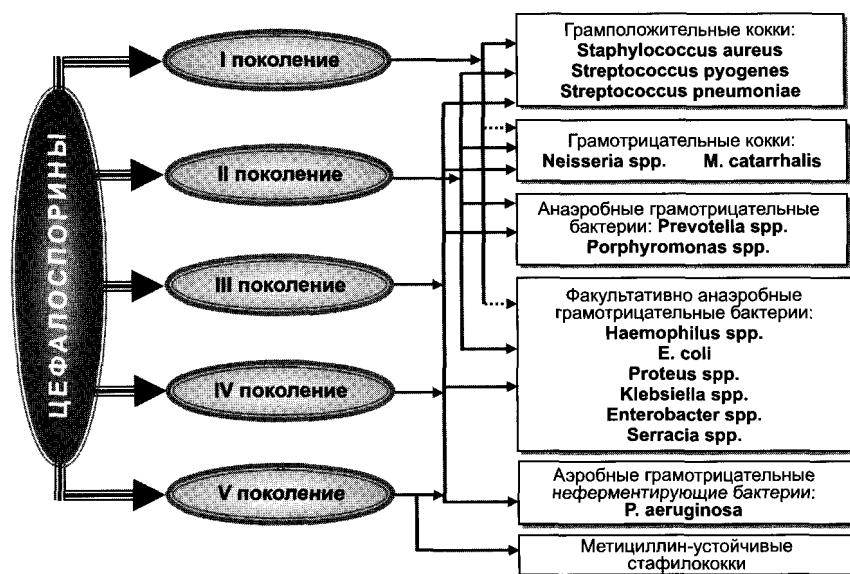 ЦЕФАЛОСПОРИНЫ
I поколение
II поколение
III поколение
IV поколение
V поколение
Грамположительные кокки:
Staphylococcus aureus
Streptococcus pyogenes
Streptococcus pneumoniae
Грамотрицательные кокки:
Neisseria spp. M. catarrhalis
Анаэробные грамотрицательные
бактерии: Prevotella spp.
Porphyromonas spp.
Факультативно анаэробные
грамотрицательные бактерии:
Haemophilus spp.
E. coli
Proteus spp.
Klebsiella spp.
Enterobacter spp.
Serracia spp.
Аэробные грамотрицательные
неферментирующие бактерии:
P. aeruginosa
Метициллин-устойчивые
стафилококки